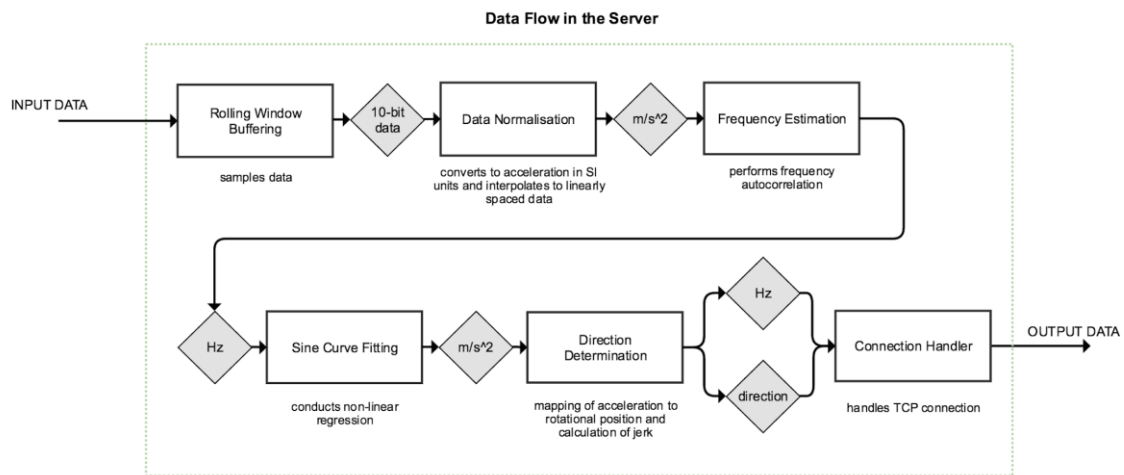 Data Flow in the Server
INPUT DATA
Rolling Window
Buffering
samples data
10-bit
data
Data Normalisation
converts to acceleration in SI
units and interpolates to linearly
spaced data
m/s^2
Frequency Estimation
performs frequency
autocorrelation
Hz
Sine Curve Fitting
conducts non-linear
regression
m/s^2
Direction
Determination
mapping of acceleration to
rotational position and
calculation of jerk
Hz
direction
Connection Handler
handles TCP connection
OUTPUT DATA